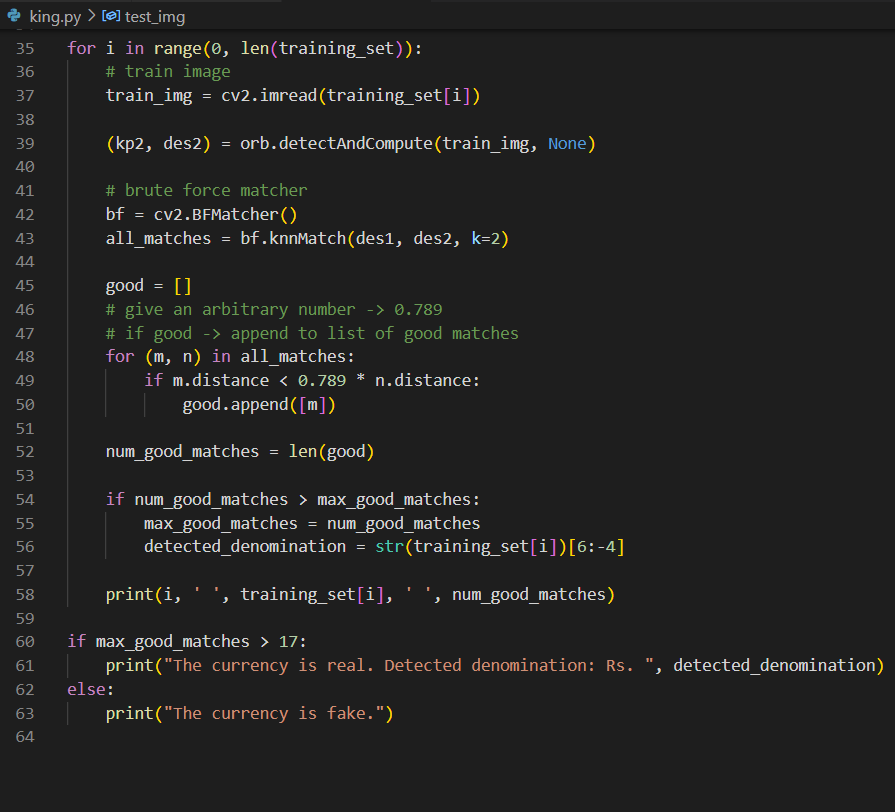 king.py > test_img
35 for i in range(0, len(training_set)):
36     # train image
37     train_img = cv2.imread(training_set[i])
38
39     (kp2, des2) = orb.detectAndCompute(train_img, None)
40
41     # brute force matcher
42     bf = cv2.BFMatcher()
43     all_matches = bf.knnMatch(des1, des2, k=2)
44
45     good = []
46     # give an arbitrary number -> 0.789
47     # if good -> append to list of good matches
48     for (m, n) in all_matches:
49         if m.distance < 0.789 * n.distance:
50             good.append([m])
51
52     num_good_matches = len(good)
53
54     if num_good_matches > max_good_matches:
55         max_good_matches = num_good_matches
56         detected_denomination = str(training_set[i])[6:-4]
57
58     print(i, ' ', training_set[i], ' ', num_good_matches)
59
60 if max_good_matches > 17:
61     print("The currency is real. Detected denomination: Rs. ", detected_denomination)
62 else:
63     print("The currency is fake.")
64